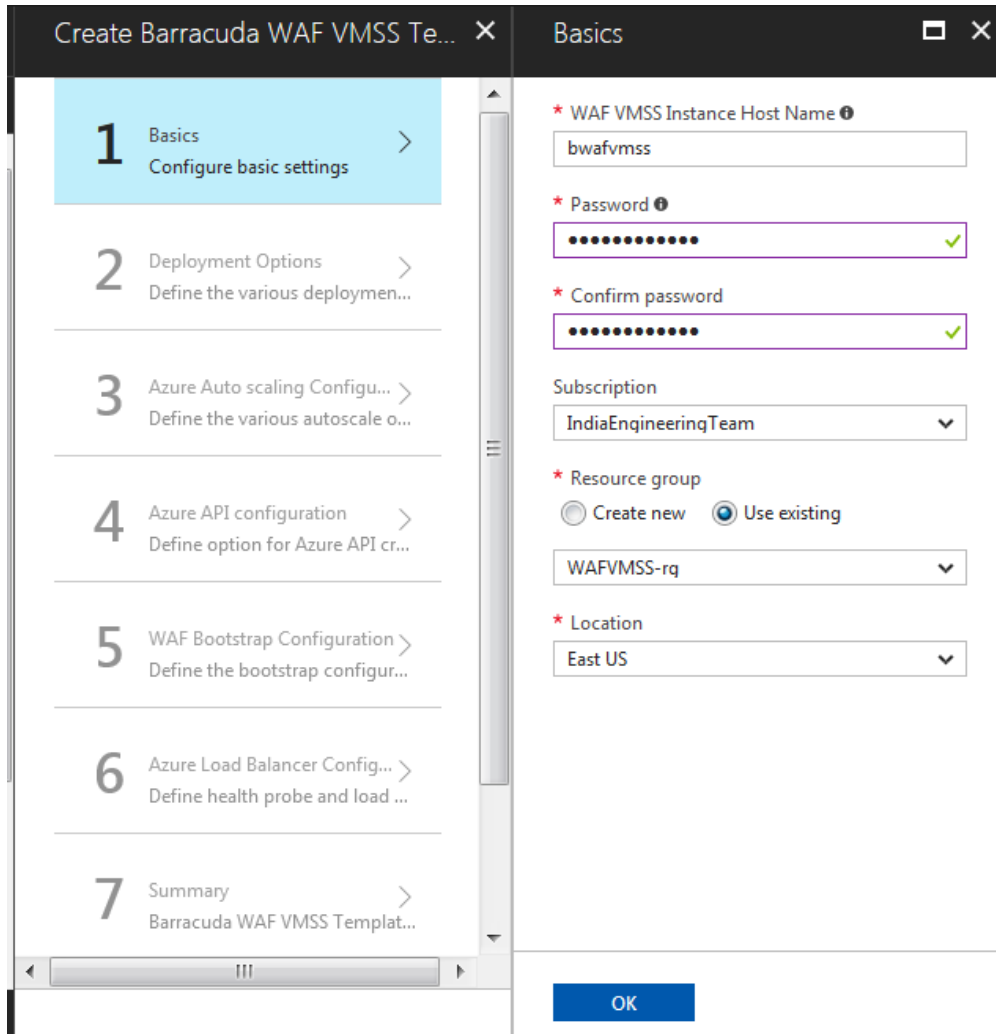 Create Barracuda WAF VMSS Te...
1
Basics
Configure basic settings
2
Deployment Options
Define the various deploymen...
3
Azure Auto scaling Configu...
Define the various autoscale o...
4
Azure API configuration
Define option for Azure API cr...
5
WAF Bootstrap Configuration
Define the bootstrap configur...
6
Azure Load Balancer Config...
Define health probe and load ...
7
Summary
Barracuda WAF VMSS Templat...
Basics
* WAF VMSS Instance Host Name
bwafvmss
* Password
••••••••••••
* Confirm password
••••••••••••
Subscription
IndiaEngineeringTeam
* Resource group
Create new Use existing
WAFVMSS-rg
* Location
East US
OK